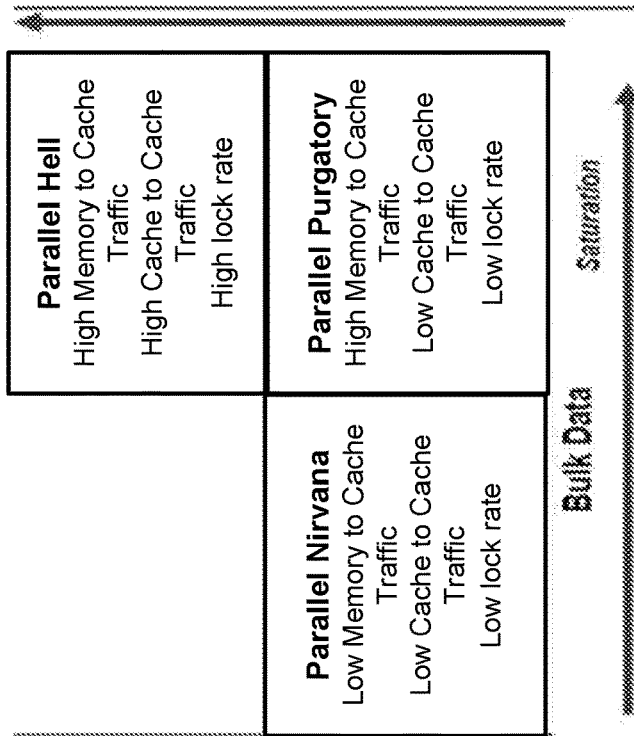 Parallel Hell
High Memory to Cache
Traffic
High Cache to Cache
Traffic
High lock rate
Parallel Nirvana
Low Memory to Cache
Traffic
Low Cache to Cache
Traffic
Low lock rate
Parallel Purgatory
High Memory to Cache
Traffic
Low Cache to Cache
Traffic
Low lock rate
Bulk Data
Saturation